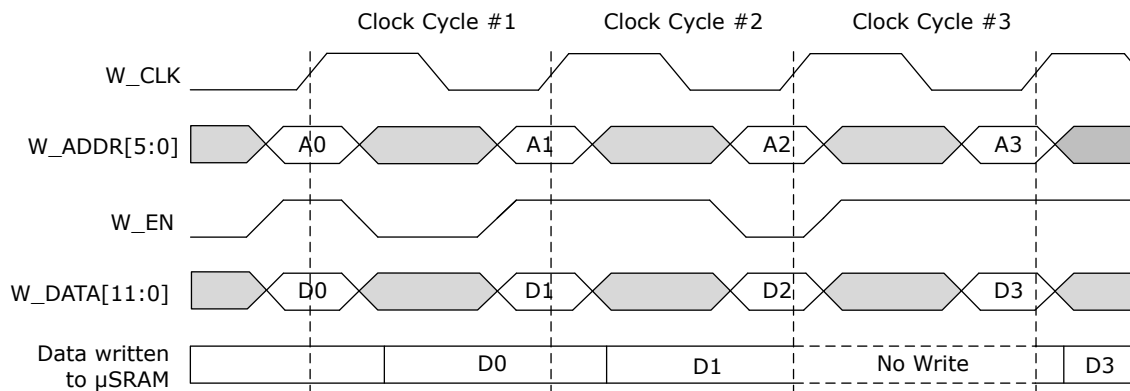 Clock Cycle #1 Clock Cycle #2 Clock Cycle #3
W_CLK
W_ADDR[5:0] A0 A1 A2 A3
W_EN
W_DATA[11:0] D0 D1 D2 D3
Data written
to µSRAM D0 D1 No Write D3